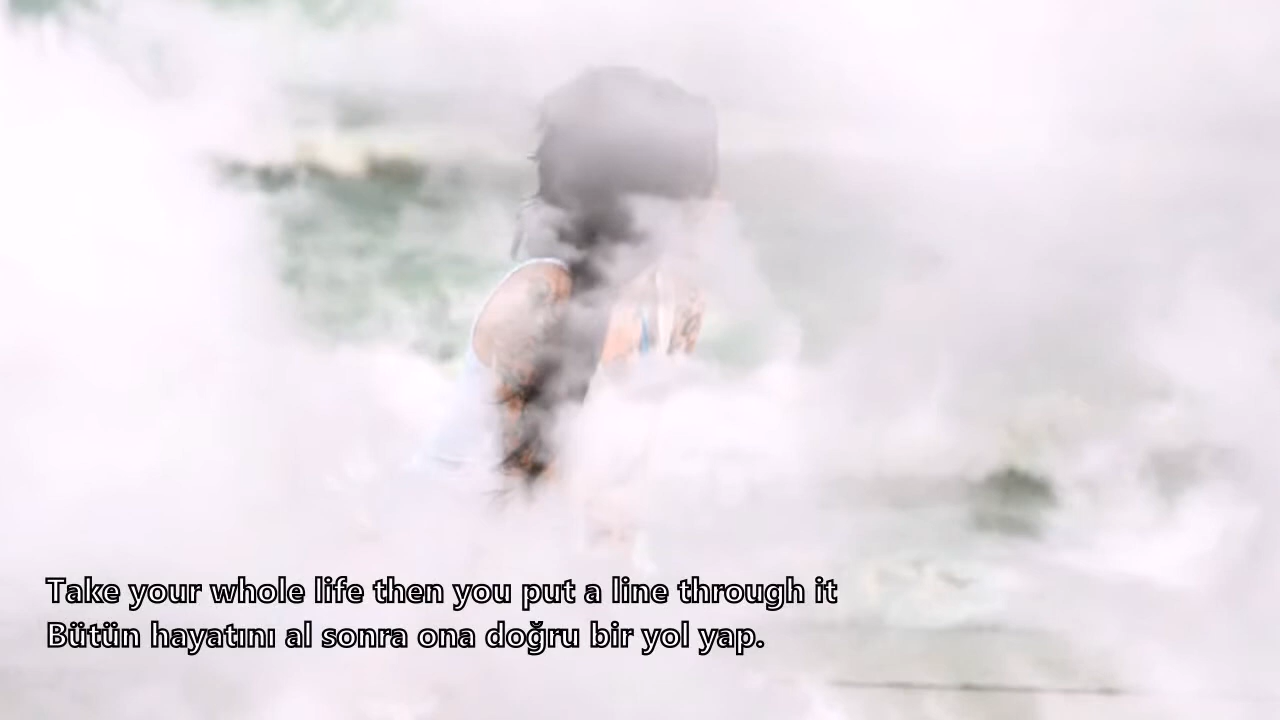 Take your whole life then you put a line through it
Bütün hayatını al sonra ona doğru bir yol yap.